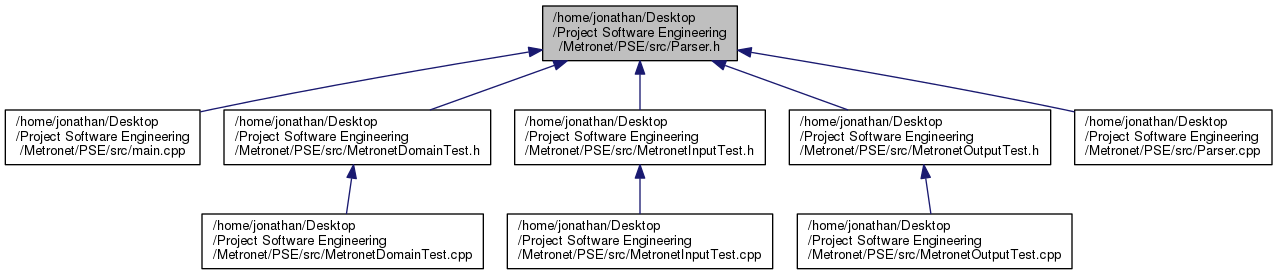 /home/jonathan/Desktop
/Project Software Engineering
/Metronet/PSE/src/Parser.h
/home/jonathan/Desktop
/Project Software Engineering
/Metronet/PSE/src/main.cpp
/home/jonathan/Desktop
/Project Software Engineering
/Metronet/PSE/src/MetronetDomainTest.h
/home/jonathan/Desktop
/Project Software Engineering
/Metronet/PSE/src/MetronetInputTest.h
/home/jonathan/Desktop
/Project Software Engineering
/Metronet/PSE/src/MetronetOutputTest.h
/home/jonathan/Desktop
/Project Software Engineering
/Metronet/PSE/src/Parser.cpp
/home/jonathan/Desktop
/Project Software Engineering
/Metronet/PSE/src/MetronetDomainTest.cpp
/home/jonathan/Desktop
/Project Software Engineering
/Metronet/PSE/src/MetronetInputTest.cpp
/home/jonathan/Desktop
/Project Software Engineering
/Metronet/PSE/src/MetronetOutputTest.cpp